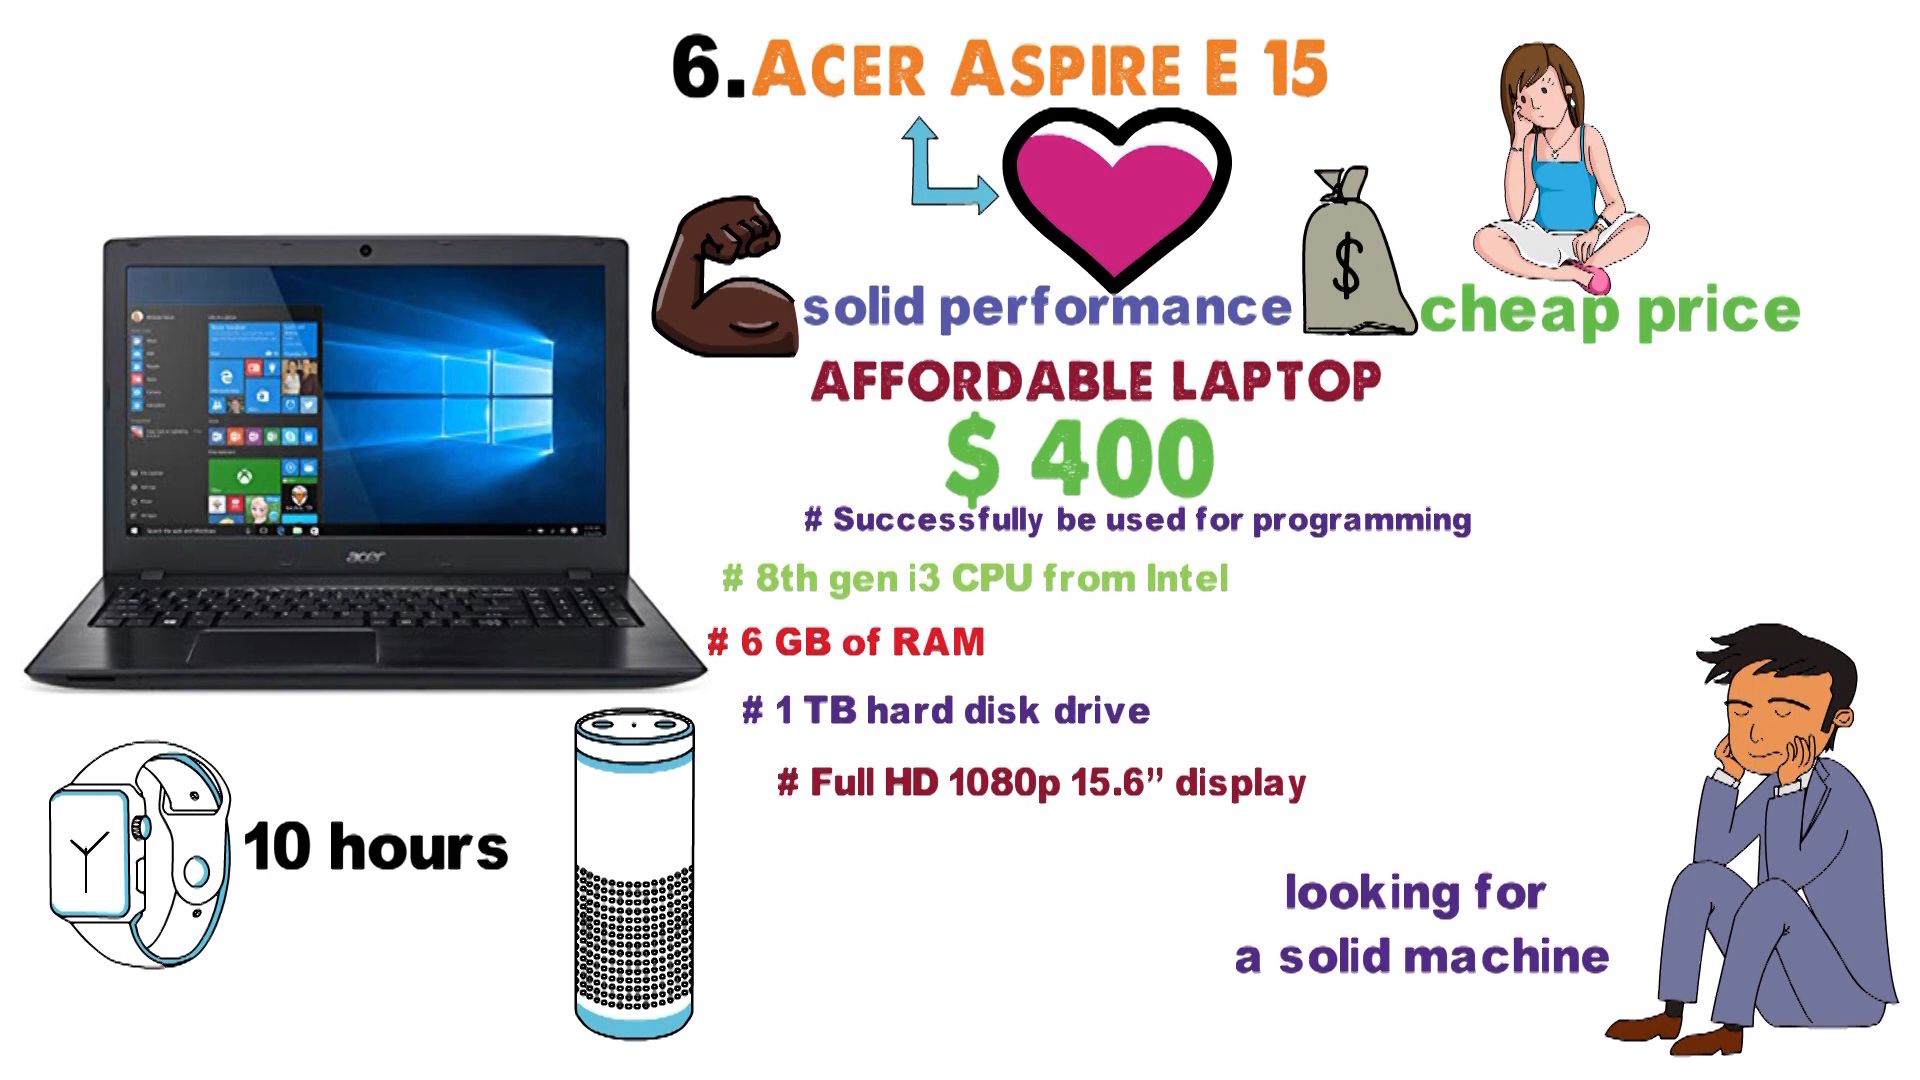 6. ACER ASPIRE E 15
solid performance
$
cheap price
AFFORDABLE LAPTOP
$ 400
# Successfully be used for programming
# 8th gen i3 CPU from Intel
acer
# 6 GB of RAM
# 1 TB hard disk drive
# Full HD 1080p 15.6” display
10 hours
looking for
a solid machine